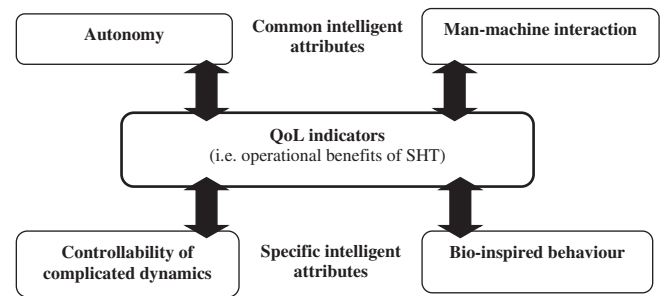 Autonomy
Common intelligent
attributes
Man-machine interaction
QoL indicators
(i.e. operational benefits of SHT)
Controllability of
complicated dynamics
Specific intelligent
attributes
Bio-inspired behaviour